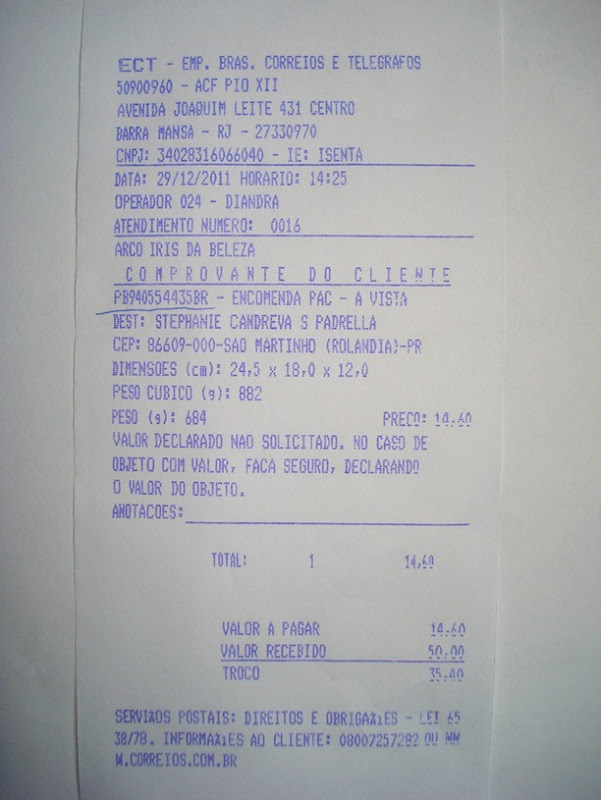 ECT - EMP. BRAS. CORREIOS E TELEGRAFOS
50900960 - ACF PIO XII
AVENIDA JOAQUIM LEITE 431 CENTRO
BARRA MANSA - RJ - 27330970
CNPJ: 34028316066040 - IE: ISENTA
DATA: 29/12/2011 HORARIO: 14:25
OPERADOR 024 - DIANDRA
ATENDIMENTO NUMERO: 0016
ARCO IRIS DA BELEZA
COMPROVANTE DO CLIENTE
PB940554435BR - ENCOMENDA PAC - A VISTA
DEST: STEPHANIE CANDREVA S PADRELLA
CEP: 86609-000-SAO MARTINHO (ROLANDIA)-PR
DIMENSOES (cm): 24,5 x 18,0 x 12,0
PESO CUBICO (g): 882
PESO (g): 684 PRECO: 14,60
VALOR DECLARADO NAO SOLICITADO. NO CASO DE
OBJETO COM VALOR, FACA SEGURO, DECLARANDO
O VALOR DO OBJETO.
ANOTACOES:
TOTAL: 1 14,60
VALOR A PAGAR 14,60
VALOR RECEBIDO 50,00
TROCO 35,40
SERVIXOS POSTAIS: DIREITOS E OBRIGAX1ES - LEI 65
38/78. INFORMAX1ES AO CLIENTE: 08007257282 OU WW
W.CORREIOS.COM.BR